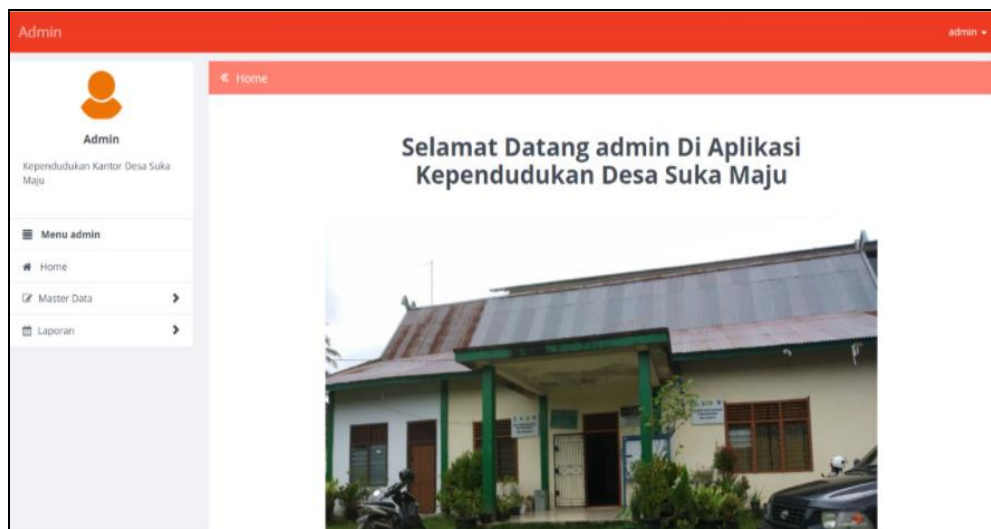 Admin
admin
Home
Admin
Kependudukan Kantor Desa Suka
Maju
Menu admin
Home
Master Data
Laporan
Selamat Datang admin Di Aplikasi
Kependudukan Desa Suka Maju